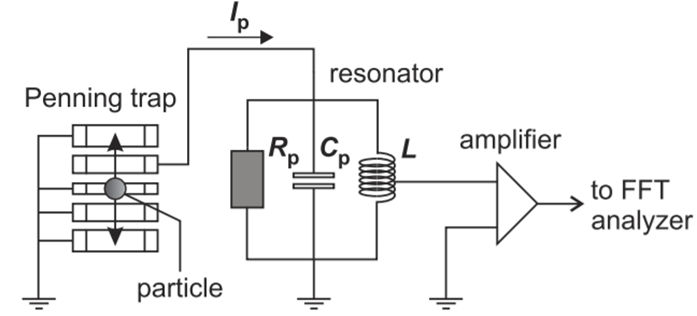 Ip
resonator
Penning trap
amplifier
Rp
Cp
L
to FFT
analyzer
particle